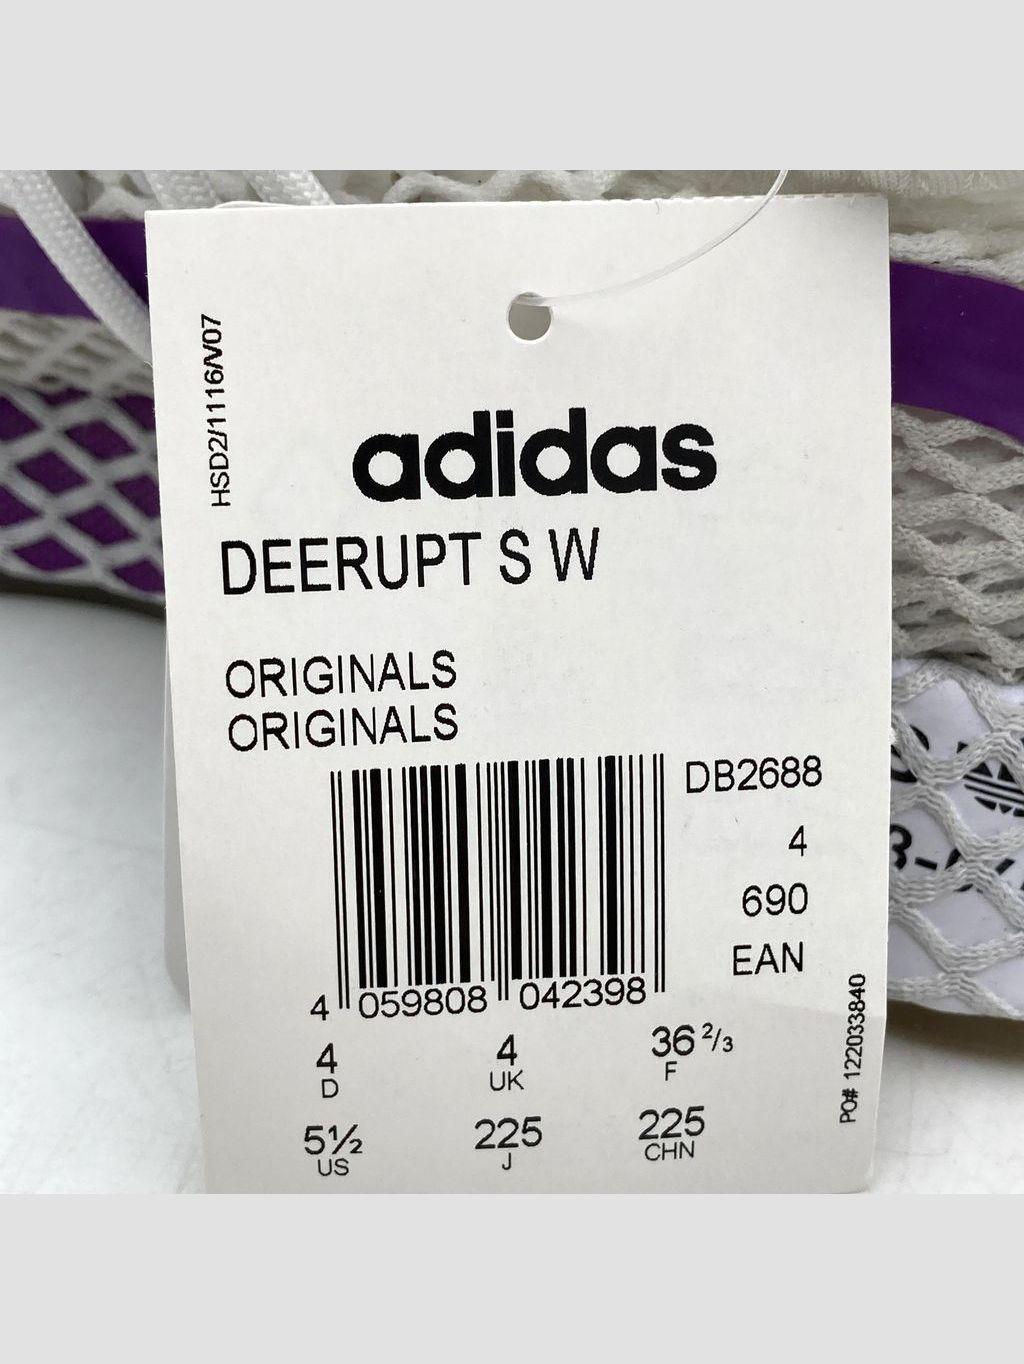 HSD2/1116/V07
adidas
DEERUPT S W
ORIGINALS
ORIGINALS
DB2688
4
690
EAN
4 059808 042398
4 4 36 2/3
D UK F
5½ 225 225
US J CHN
PO# 122033840